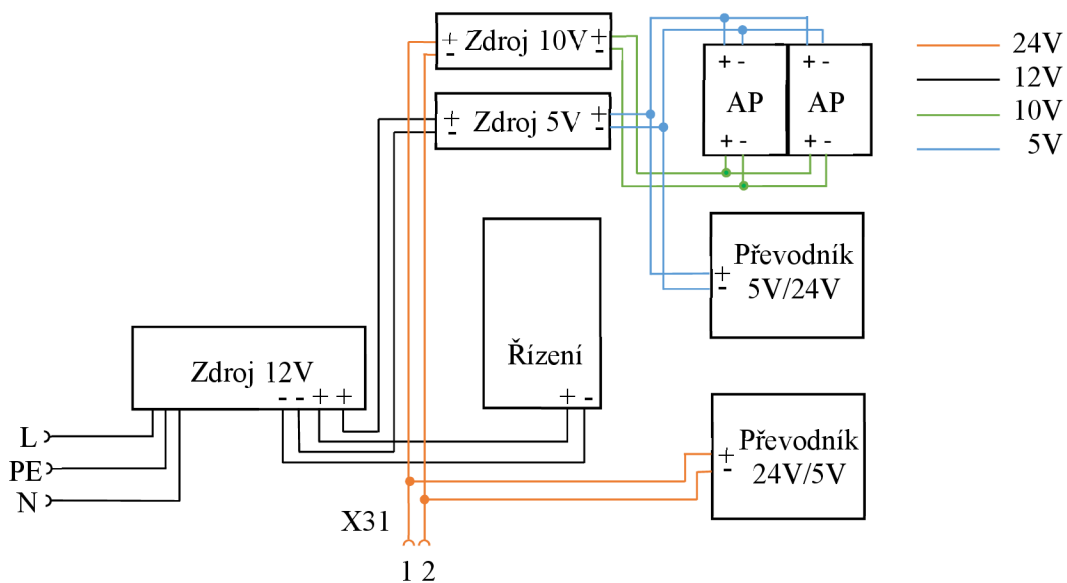 + Zdroj 10V +
- -
24V
12V
10V
5V
+ - + -
AP AP
+ - + -
+ Zdroj 5V +
- -
Převodník
+ 5V/24V
-
Řízení
+ -
Zdroj 12V
- - + +
Převodník
+ 24V/5V
-
L
PE
N
X31
1 2